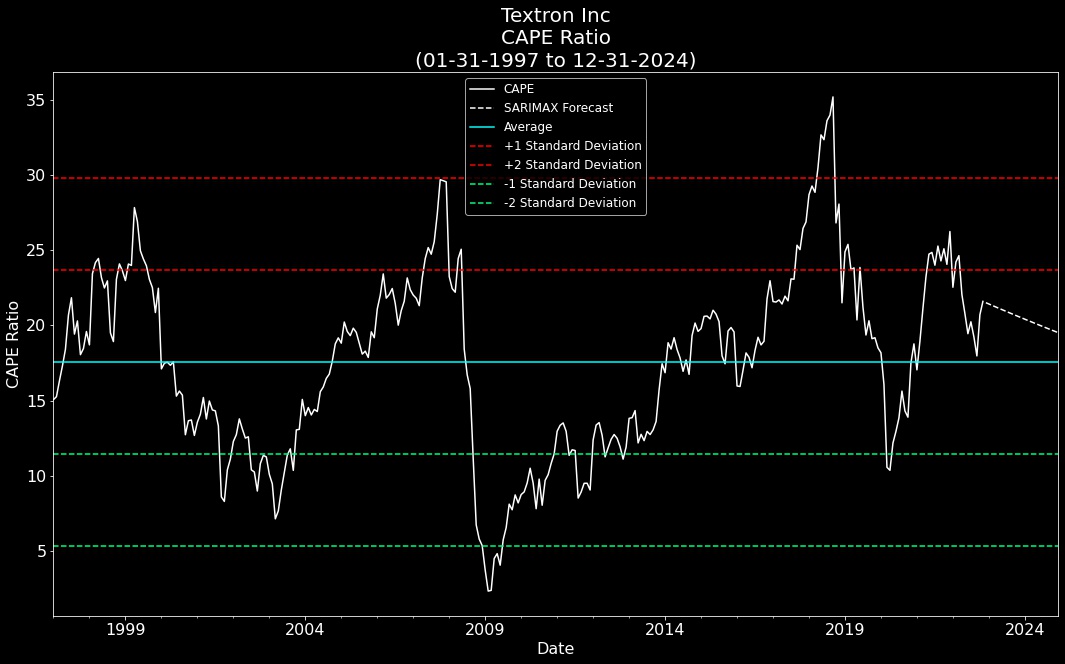 Textron Inc
CAPE Ratio
(01-31-1997 to 12-31-2024)
CAPE
SARIMAX Forecast
Average
+1 Standard Deviation
+2 Standard Deviation
-1 Standard Deviation
-2 Standard Deviation
35
30
25
20
15
10
5
CAPE Ratio
1999 2004 2009 2014 2019 2024
Date